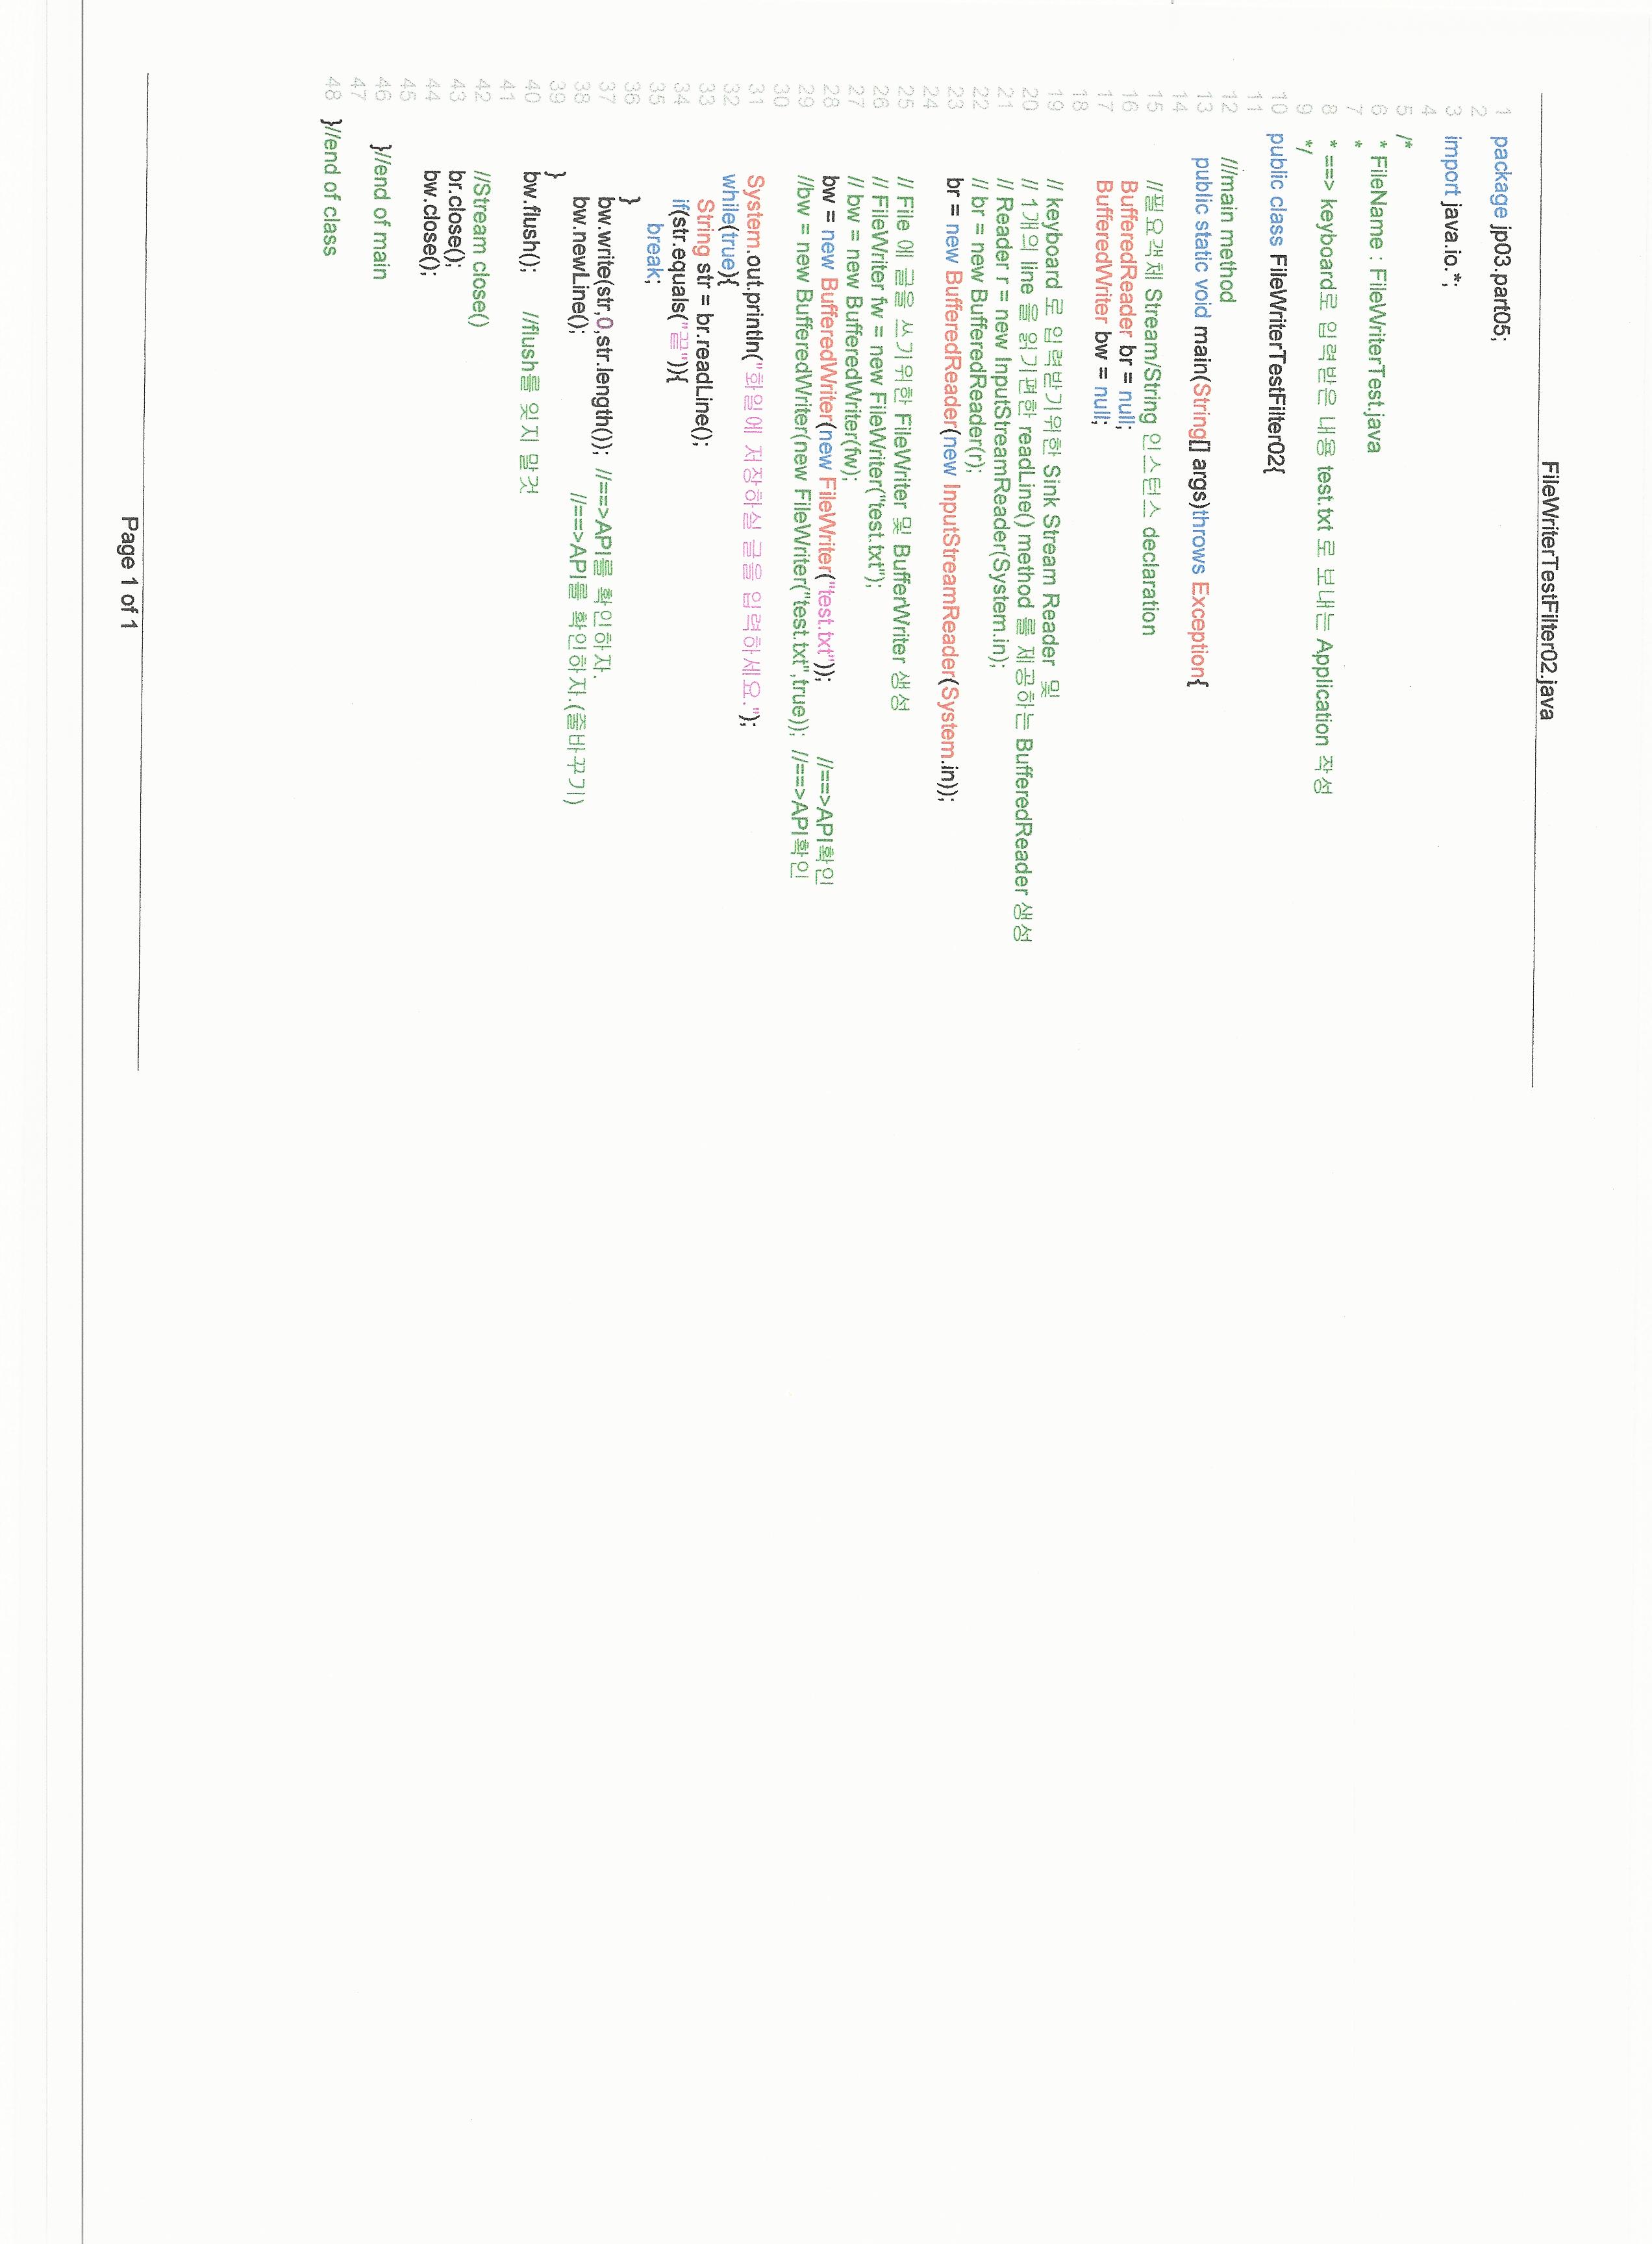 FileWriterTestFilter02.java
1 package jp03.part05;
2
3 import java.io.*;
4
5 /*
6 * FileName : FileWriterTest.java
7 *
8 * ==> keyboard로 입력받은 내용 test.txt 로 보내는 Application 작성
9 */
10 public class FileWriterTestFilter02{
11
12 //main method
13 public static void main(String[] args)throws Exception{
14
15 //필요객체 Stream/String 인스턴스 declaration
16 BufferedReader br = null;
17 BufferedWriter bw = null;
18
19 // keyboard 로 입력받기위한 Sink Stream Reader 및
20 // 1개의 line 을 읽기편한 readLine() method 를 제공하는 BufferedReader 생성
21 // Reader r = new InputStreamReader(System.in);
22 // br = new BufferedReader(r);
23 br = new BufferedReader(new InputStreamReader(System.in));
24
25 // File 에 글을 쓰기위한 FileWriter 및 BufferWriter 생성
26 // FileWriter fw = new FileWriter("test.txt");
27 // bw = new BufferedWriter(fw);
28 bw = new BufferedWriter(new FileWriter("test.txt")); //==>API확인
29 //bw = new BufferedWriter(new FileWriter("test.txt",true)); //==>API확인
30
31 System.out.println("화일에 저장하실 글을 입력하세요.");
32 while(true){
33 String str = br.readLine();
34 if(str.equals("끝")){
35 break;
36 }
37 bw.write(str,0,str.length()); //==>API를 확인하자.
38 bw.newLine(); //==>API를 확인하자.(줄바꾸기)
39 }
40 bw.flush(); //flush를 잊지 말것
41
42 //Stream close()
43 br.close();
44 bw.close();
45
46 }//end of main
47
48 }//end of class
Page 1 of 1